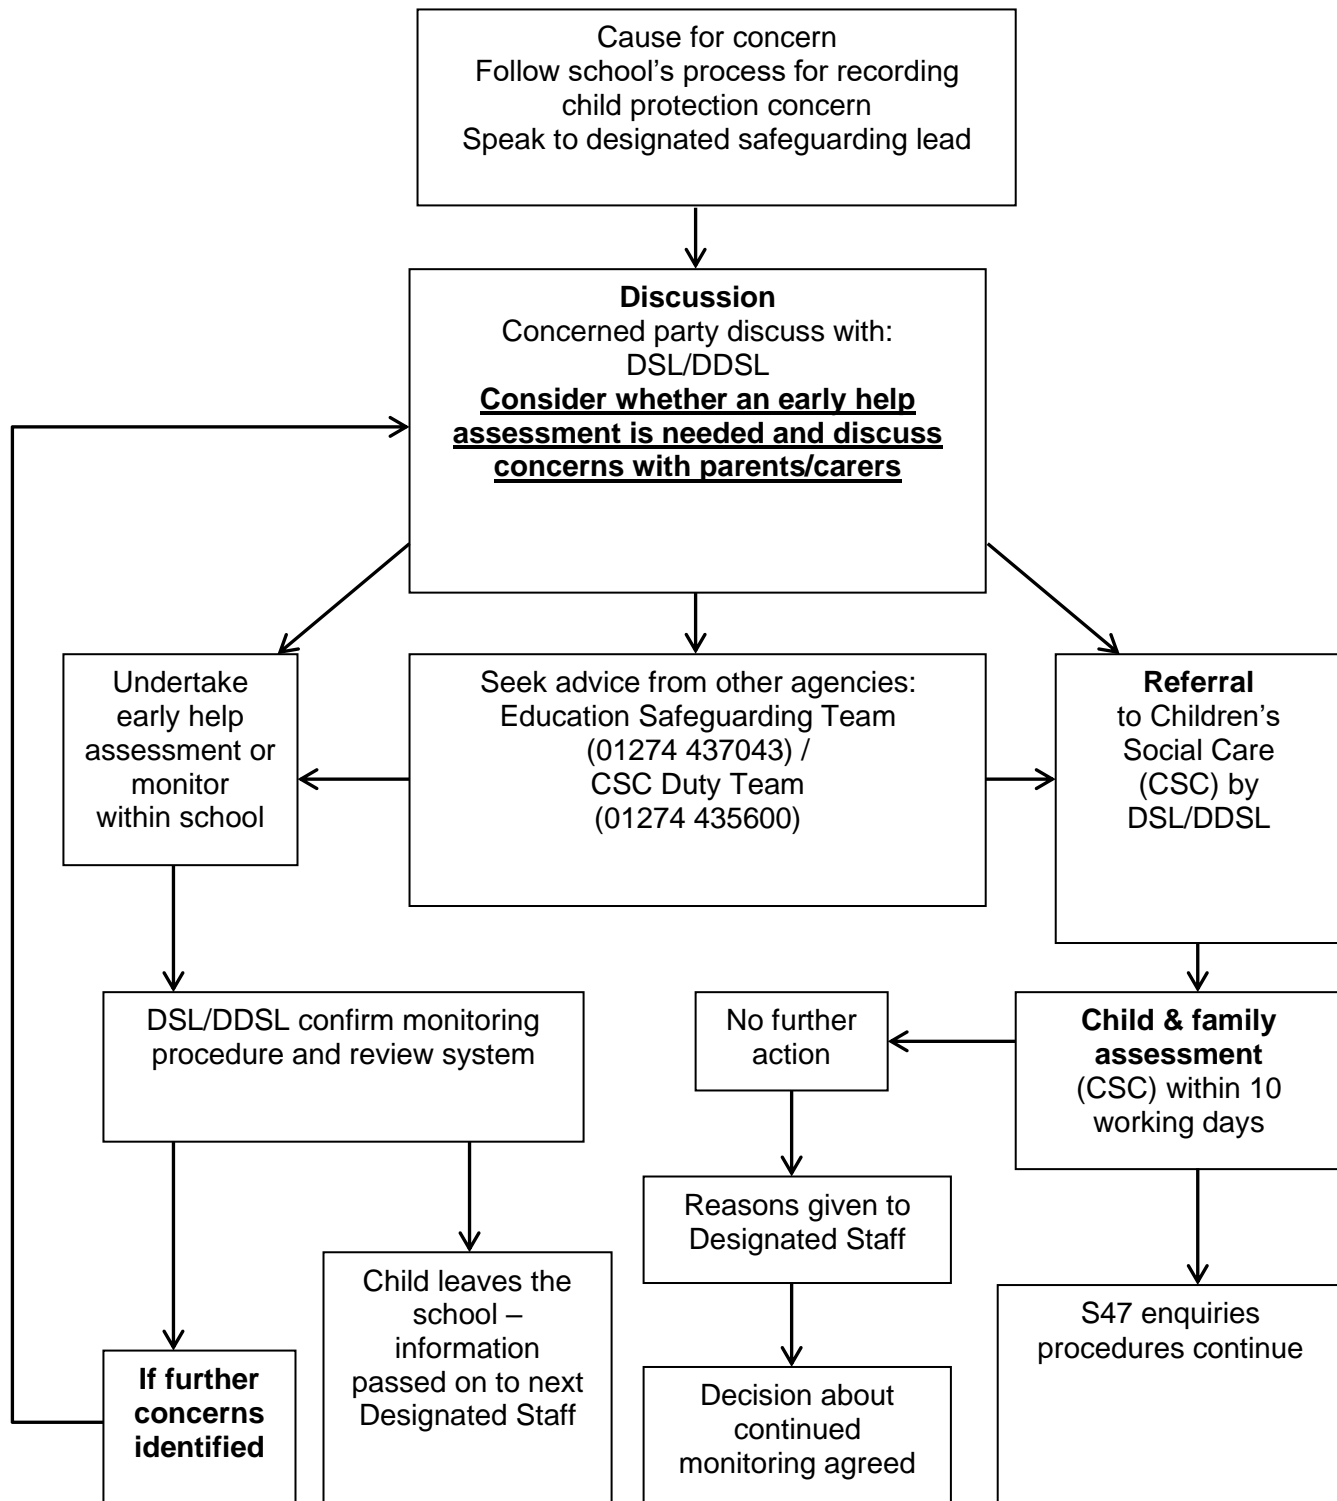 Cause for concern
Follow school’s process for recording
child protection concern
Speak to designated safeguarding lead
Discussion
Concerned party discuss with:
DSL/DDSL
Consider whether an early help
assessment is needed and discuss
concerns with parents/carers
Undertake
early help
assessment or
monitor
within school
Seek advice from other agencies:
Education Safeguarding Team
(01274 437043) /
CSC Duty Team
(01274 435600)
Referral
to Children’s
Social Care
(CSC) by
DSL/DDSL
DSL/DDSL confirm monitoring
procedure and review system
No further
action
Child & family
assessment
(CSC) within 10
working days
Reasons given to
Designated Staff
Child leaves the
school –
information
passed on to next
Designated Staff
S47 enquiries
procedures continue
If further
concerns
identified
Decision about
continued
monitoring agreed